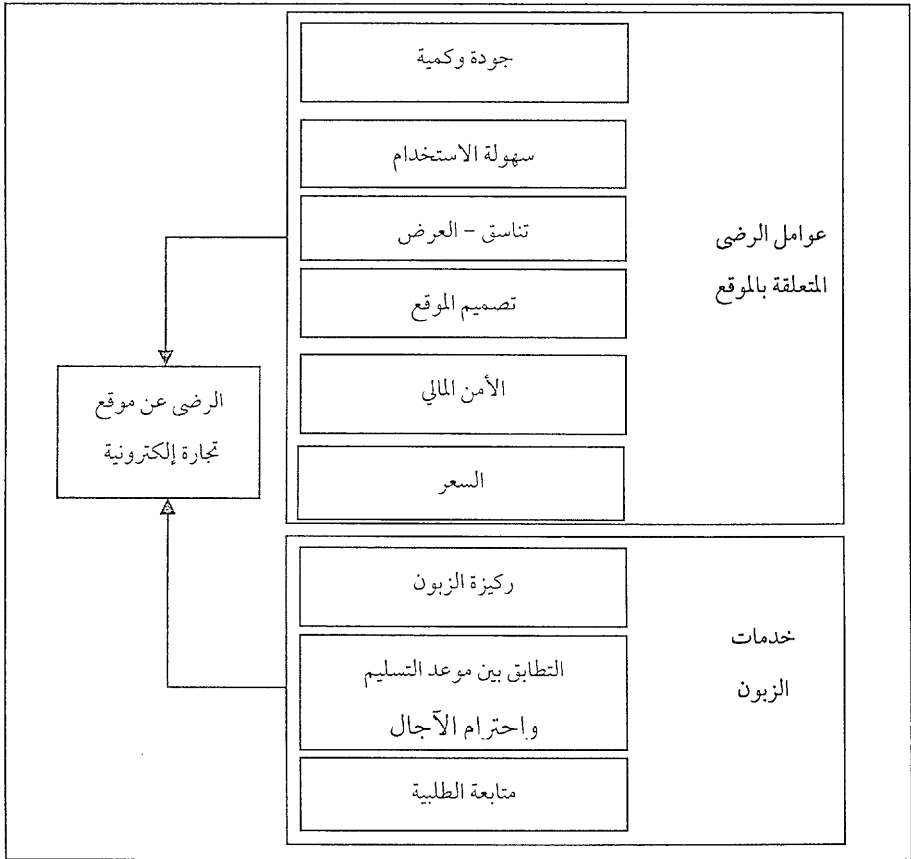 جودة وكمية
سهولة الاستخدام
تناسق – العرض
تصميم الموقع
الأمن المالي
السعر
عوامل الرضى
المتعلقة بالموقع
الرضى عن موقع
تجارة إلكترونية
ركيزة الزبون
التطابق بين موعد التسليم
واحترام الآجال
متابعة الطلبية
خدمات
الزبون